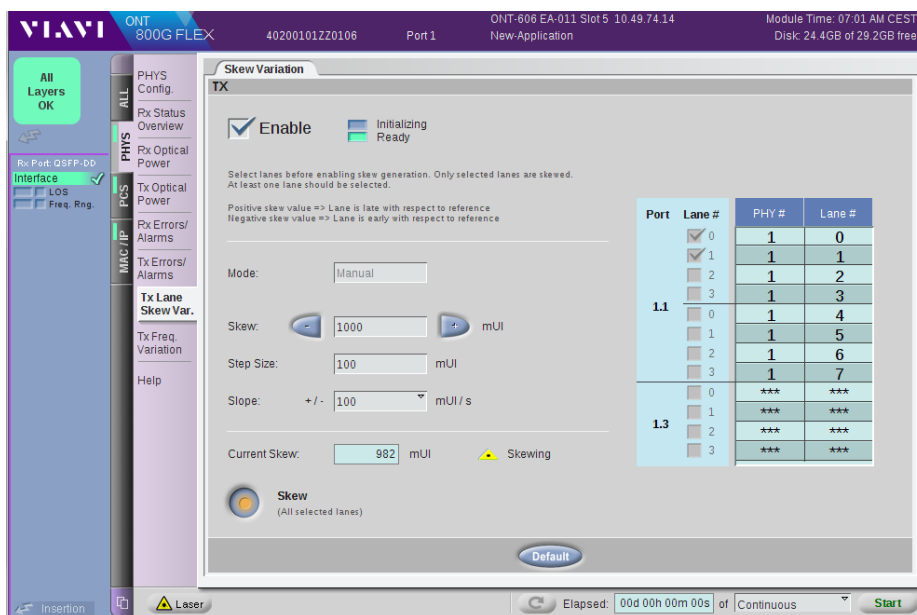 VIAVI
ONT
800G FLEX
40200101ZZ0106
Port 1
ONT-606 EA-011 Slot 5 10.49.74.14
New-Application
Module Time: 07:01 AM CEST
Disk: 24.4GB of 29.2GB free
All
Layers
OK
Rx Port: QSFP-DD
Interface
LOS
Freq. Rng.
Insertion
ALL
PHYS
PCS
MAC / IP
PHYS
Config.
Rx Status
Overview
Rx Optical
Power
Tx Optical
Power
Rx Errors/
Alarms
Tx Errors/
Alarms
Tx Lane
Skew Var.
Tx Freq.
Variation
Help
Skew Variation
TX
Enable
Initializing
Ready
Select lanes before enabling skew generation. Only selected lanes are skewed.
At least one lane should be selected.
Positive skew value => Lane is late with respect to reference
Negative skew value => Lane is early with respect to reference
Mode: Manual
Skew: - 1000 + mUI
Step Size: 100 mUI
Slope: +/- 100 mUI / s
Current Skew: 982 mUI Skewing
Skew
(All selected lanes)
Port Lane # PHY # Lane #
0 1 0
1 1 1
2 1 2
3 1 3
1.1
0 1 4
1 1 5
2 1 6
3 1 7
0 *** ***
1 *** ***
1.3
2 *** ***
3 *** ***
Default
Laser
Elapsed: 00d 00h 00m 00s of Continuous
Start